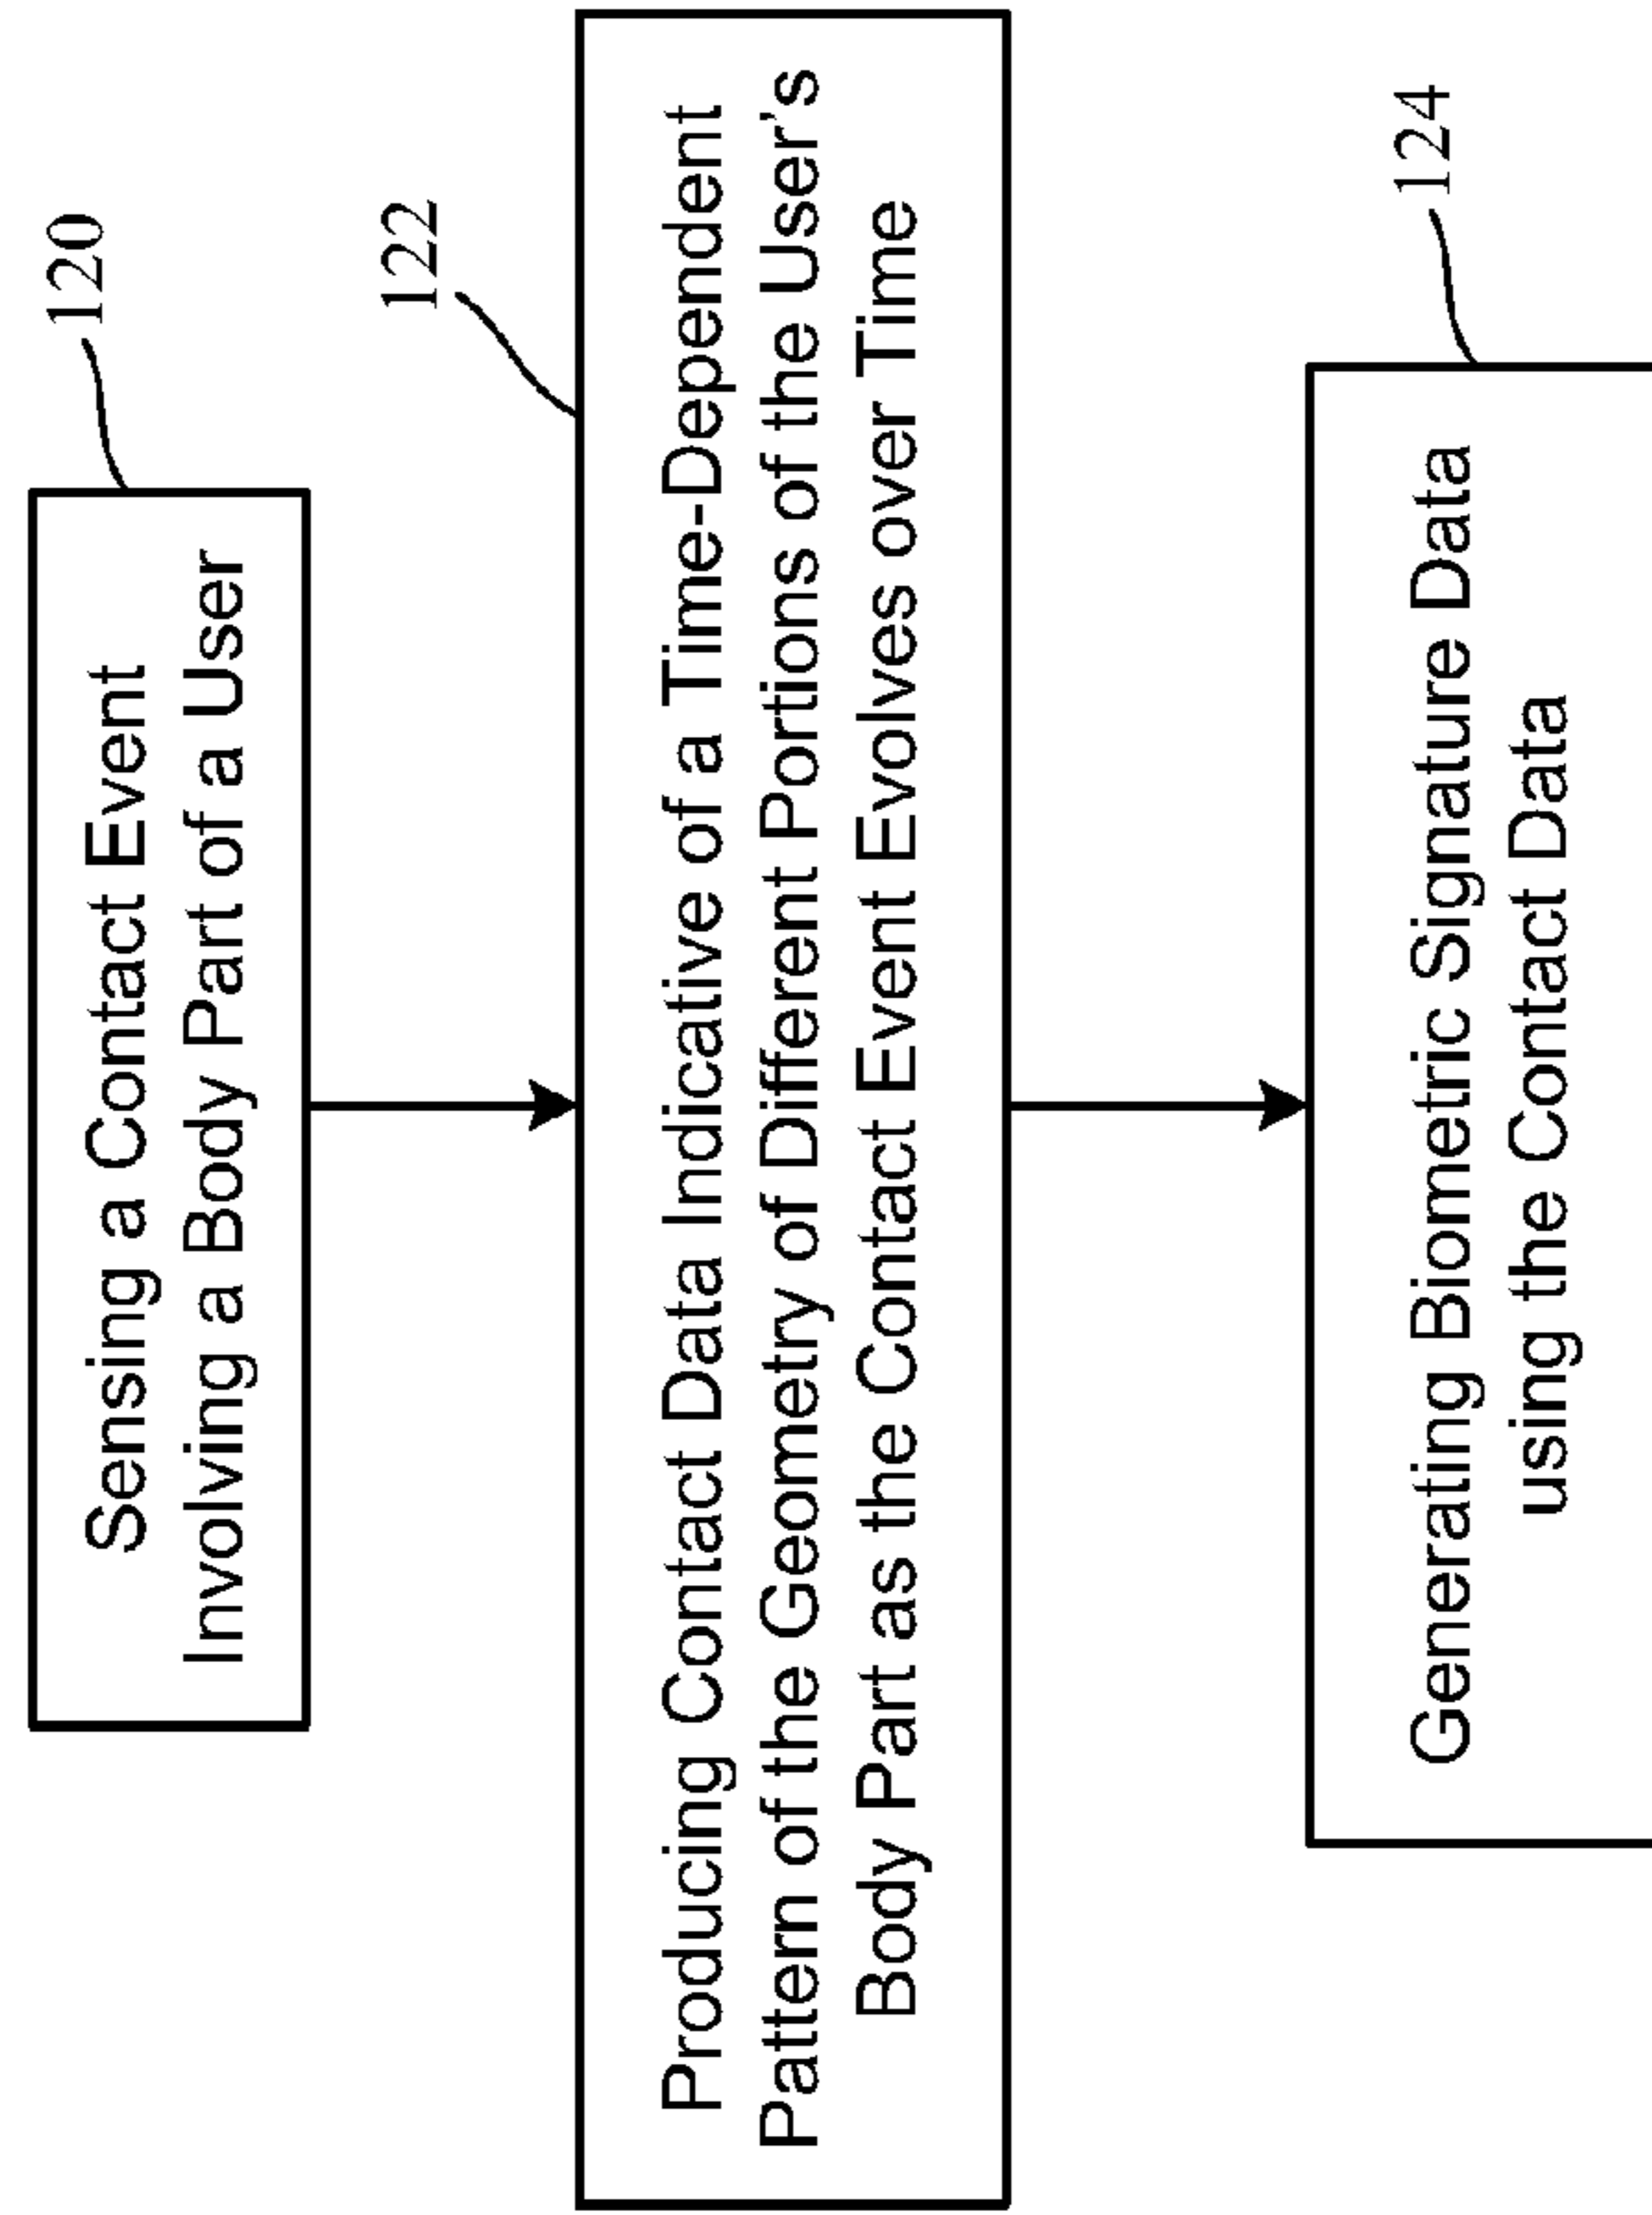 120
Sensing a Contact Event
Involving a Body Part of a User
122
Producing Contact Data Indicative of a Time-Dependent
Pattern of the Geometry of Different Portions of the User's
Body Part as the Contact Event Evolves over Time
124
Generating Biometric Signature Data
using the Contact Data